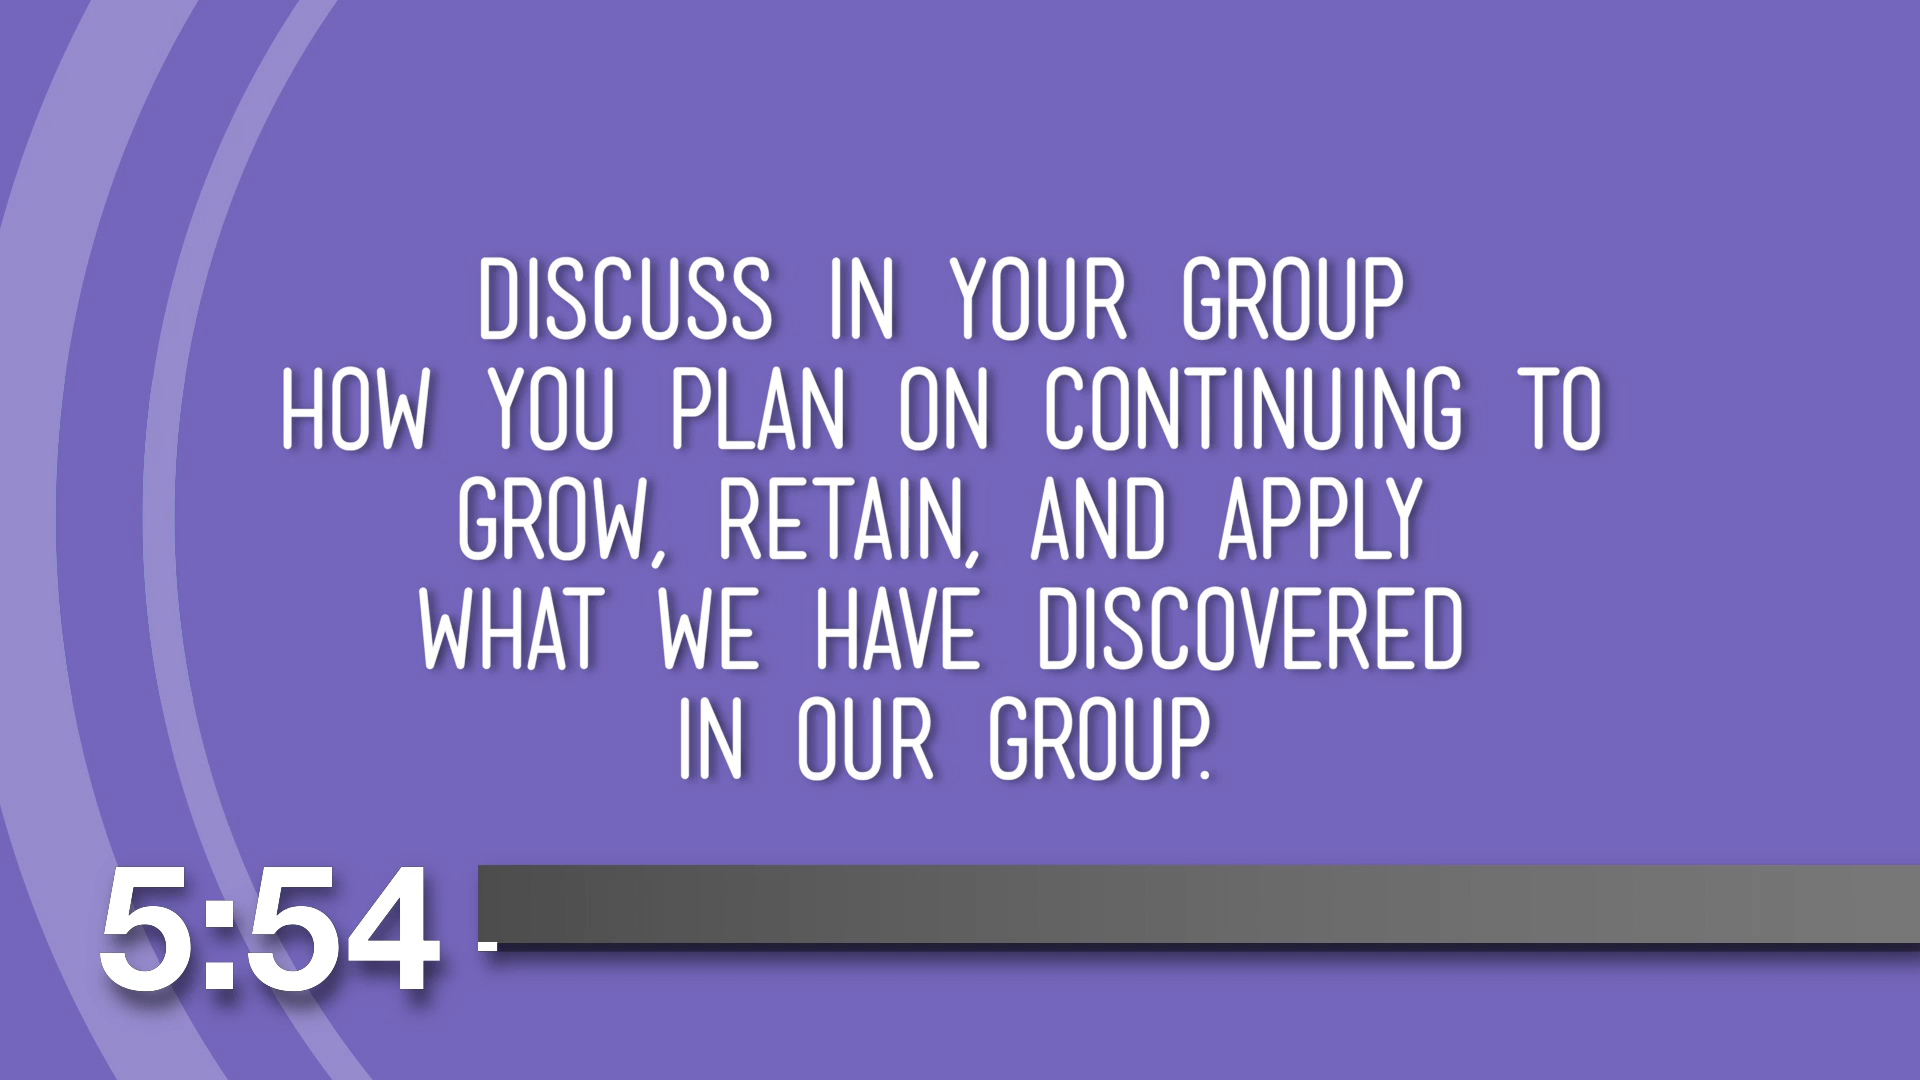 DISCUSS IN YOUR GROUP
HOW YOU PLAN ON CONTINUING TO
GROW, RETAIN, AND APPLY
WHAT WE HAVE DISCOVERED
IN OUR GROUP.
5:54